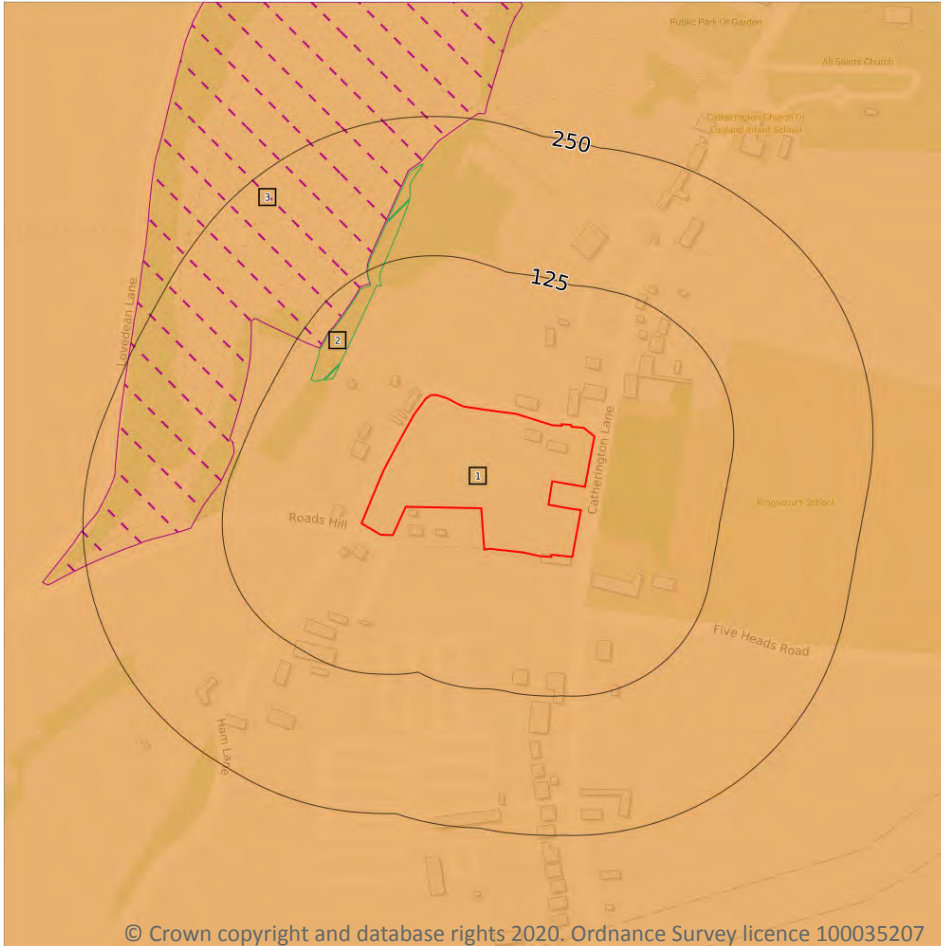 Public Park Or Garden
All Saints Church
Catherington Church Of
England Infant School
250
3
125
Lovedean Lane
2
Catherington Lane
1
Kingscourt School
Roads Hill
Five Heads Road
Ham Lane
© Crown copyright and database rights 2020. Ordnance Survey licence 100035207